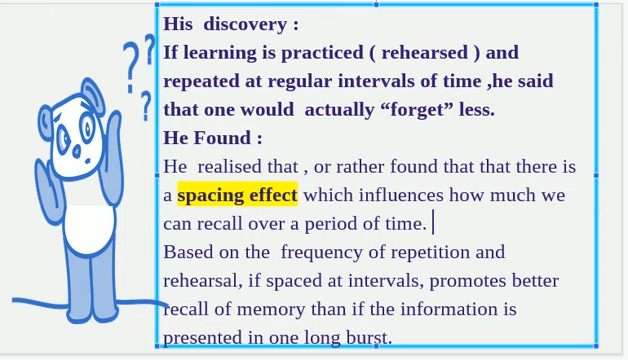 ? ? ?
His discovery :
If learning is practiced ( rehearsed ) and
repeated at regular intervals of time ,he said
that one would actually “forget” less.
He Found :
He realised that , or rather found that that there is
a spacing effect which influences how much we
can recall over a period of time.
Based on the frequency of repetition and
rehearsal, if spaced at intervals, promotes better
recall of memory than if the information is
presented in one long burst.